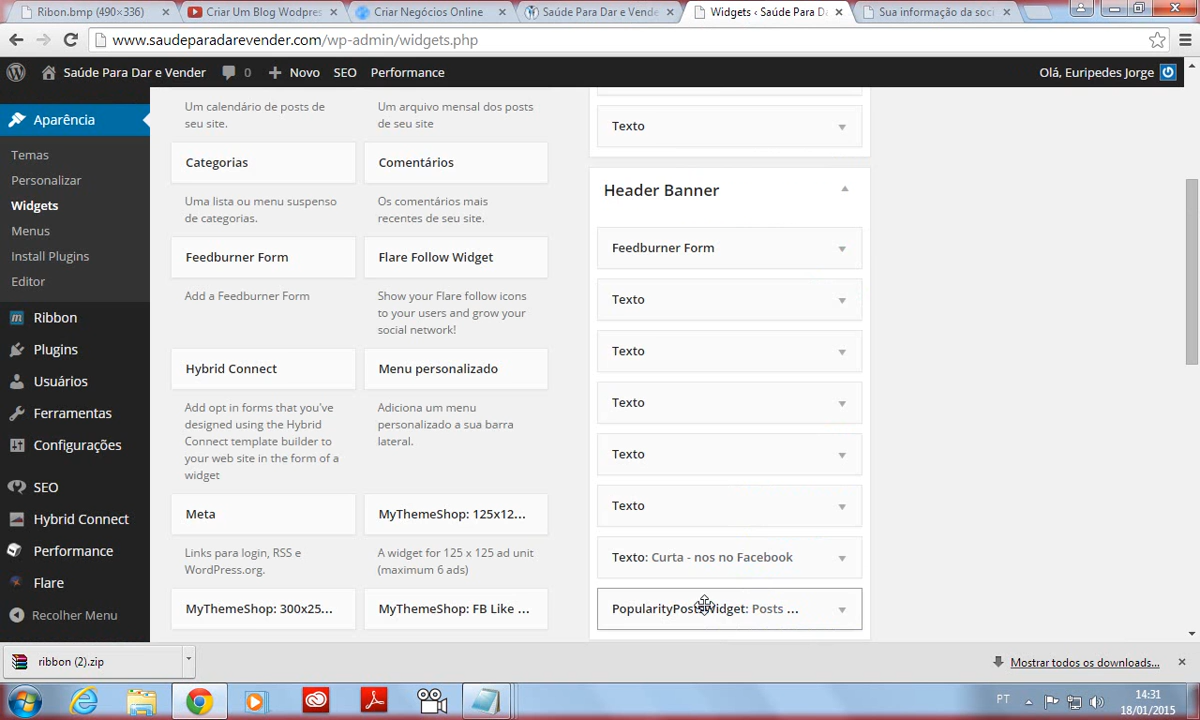 Ribon.bmp (490×336)
Criar Um Blog Wodpres
Criar Negócios Online
Saúde Para Dar e Vende
Widgets ‹ Saúde Para D
Sua informação da soci
www.saudeparadarevender.com/wp-admin/widgets.php
Saúde Para Dar e Vender
0
Novo
SEO
Performance
Olá, Euripedes Jorge
Aparência
Temas
Personalizar
Widgets
Menus
Install Plugins
Editor
Ribbon
Plugins
Usuários
Ferramentas
Configurações
SEO
Hybrid Connect
Performance
Flare
Recolher Menu
Um calendário de posts de
seu site.
Um arquivo mensal dos posts
de seu site
Categorias
Comentários
Uma lista ou menu suspenso
de categorias.
Os comentários mais
recentes de seu site.
Feedburner Form
Flare Follow Widget
Add a Feedburner Form
Show your Flare follow icons
to your users and grow your
social network!
Hybrid Connect
Menu personalizado
Add opt in forms that you've
designed using the Hybrid
Connect template builder to
your web site in the form of a
widget
Adiciona um menu
personalizado a sua barra
lateral.
Meta
MyThemeShop: 125x12...
Links para login, RSS e
WordPress.org.
A widget for 125 x 125 ad unit
(maximum 6 ads)
MyThemeShop: 300x25...
MyThemeShop: FB Like ...
Texto
Header Banner
Feedburner Form
Texto
Texto
Texto
Texto
Texto
Texto: Curta - nos no Facebook
PopularityPostsWidget: Posts ...
ribbon (2).zip
Mostrar todos os downloads...
PT
14:31
18/01/2015